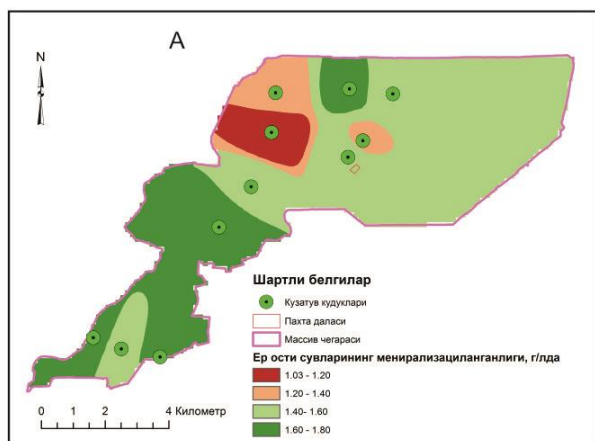 N
А
Шартли белгилар
Кузатув кудуклари
Пахта даласи
Массив чегараси
Ер ости сувларининг менирализациланганлиги, г/лда
1.03 - 1.20
1.20 - 1.40
1.40- 1.60
1.60 - 1.80
0 1 2 4 Километр